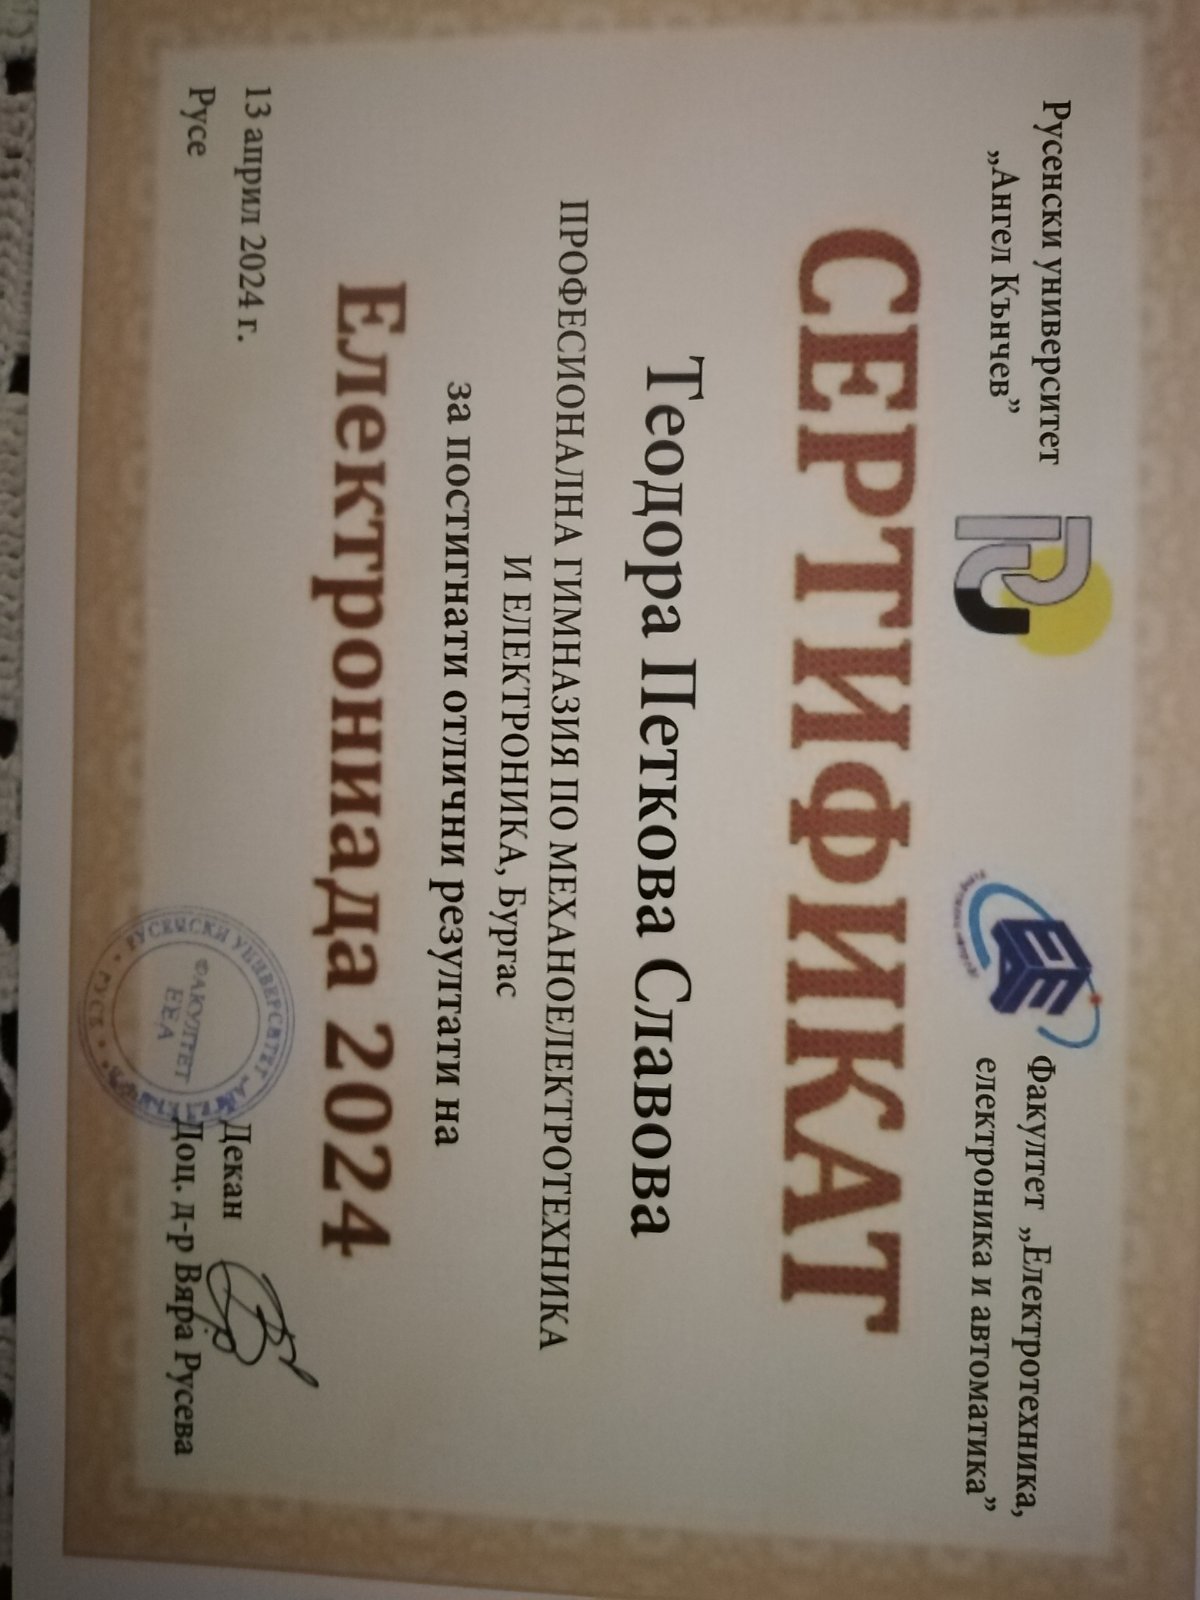 Русенски университет
„Ангел Кънчев”
Факултет „Електротехника,
електроника и автоматика”
СЕРТИФИКАТ
Теодора Петкова Славова
ПРОФЕСИОНАЛНА ГИМНАЗИЯ ПО МЕХАНОЕЛЕКТРОТЕХНИКА
И ЕЛЕКТРОНИКА, Бургас
за постигнати отлични резултати на
Електрониада 2024
13 април 2024 г.
Русе
Декан
Доц. д-р Вяра Русева
РУСЕНСКИ УНИВЕРСИТЕТ
РУСЕ
ФАКУЛТЕТ
ЕЕА